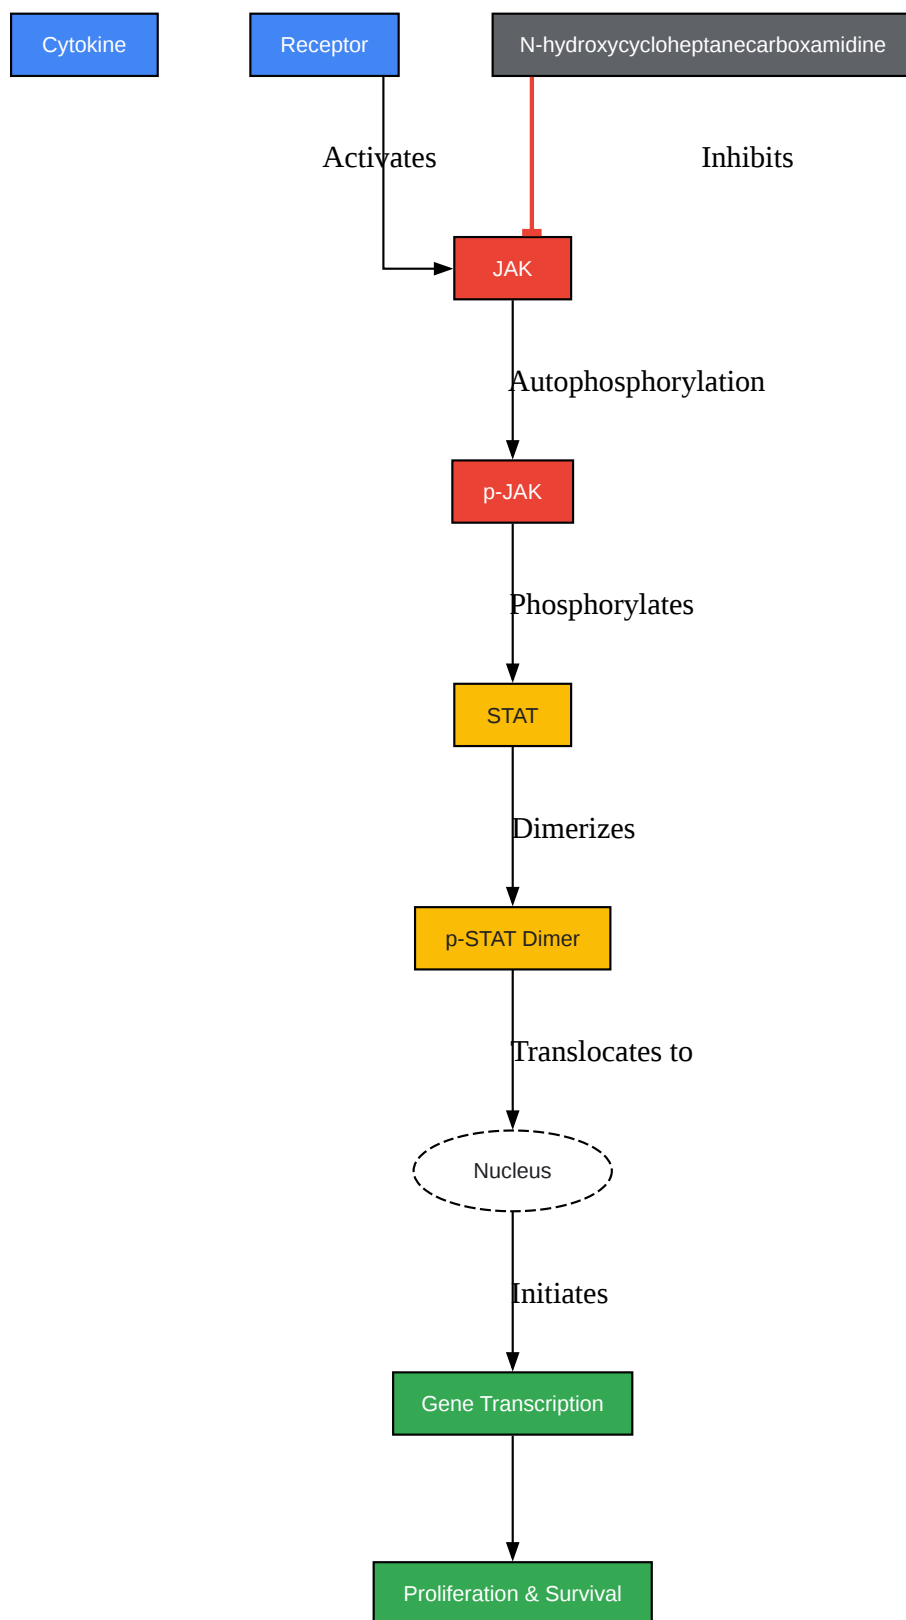 Cytokine
Receptor
N-hydroxycycloheptanecarboxamidine
Activates
Inhibits
JAK
Autophosphorylation
p-JAK
Phosphorylates
STAT
Dimerizes
p-STAT Dimer
Translocates to
Nucleus
Initiates
Gene Transcription
Proliferation & Survival